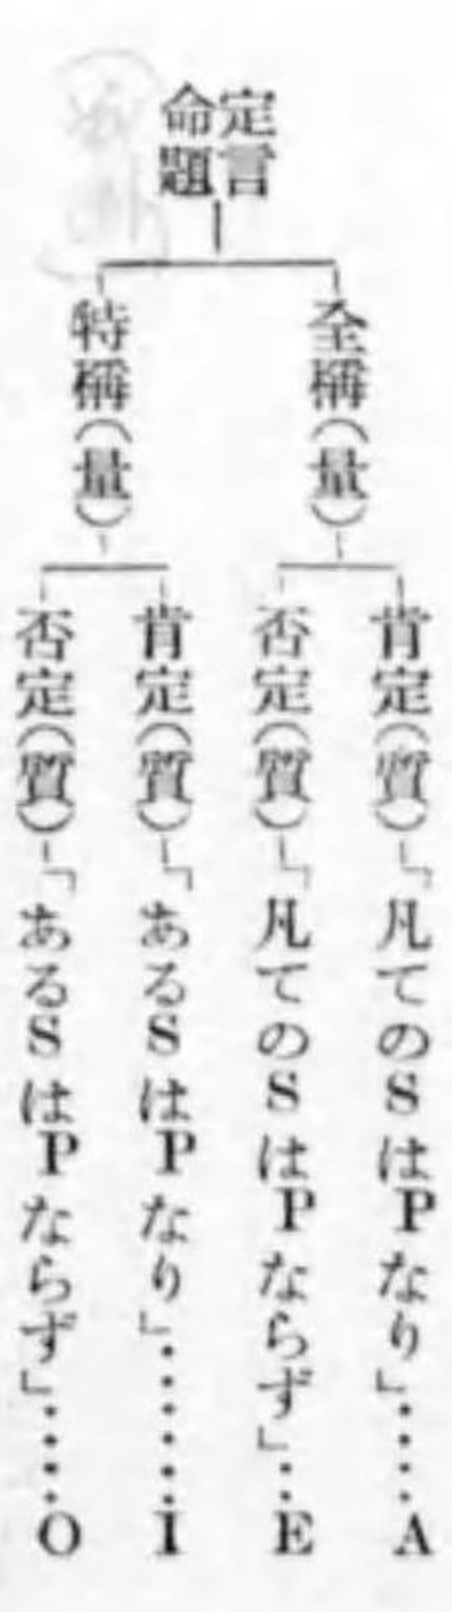 定言
命題
全稱(量)
肯定(質)「凡てのSはPなり」‥‥A
否定(質)「凡てのSはPならず」‥E
特稱(量)
肯定(質)「あるSはPなり」‥‥‥I
否定(質)「あるSはPならず」‥‥O